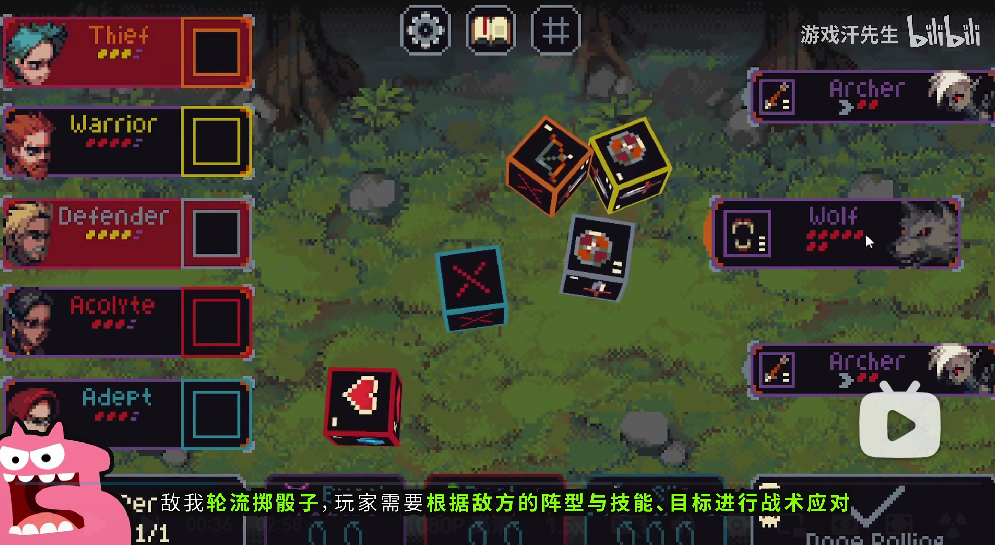 游戏汗先生 bilibili
Thief
Archer
Warrior
Defender
Wolf
Acolyte
Archer
Adept
敌我轮流掷骰子,玩家需要根据敌方的阵型与技能、目标进行战术应对
1/1
Done Rolling